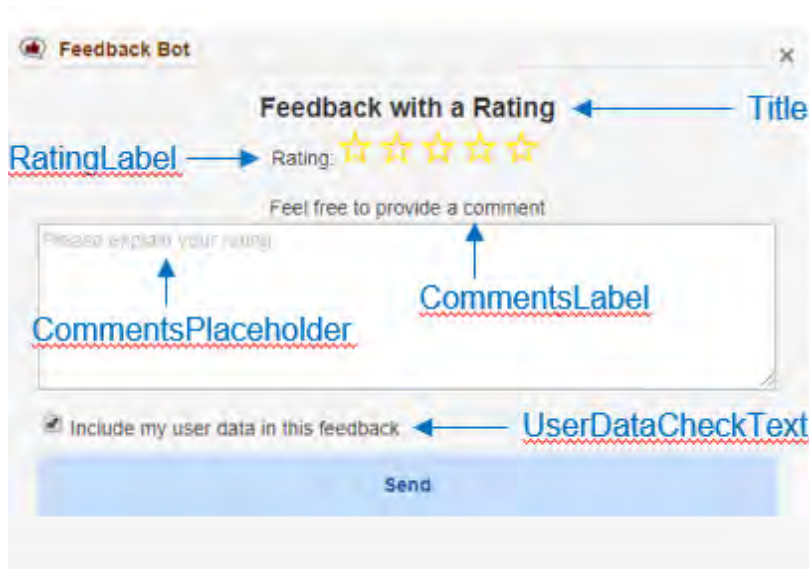 Feedback Bot
×
Feedback with a Rating
Title
RatingLabel
Rating:
Feel free to provide a comment
Please explain your rating
CommentsLabel
CommentsPlaceholder
Include my user data in this feedback
UserDataCheckText
Send